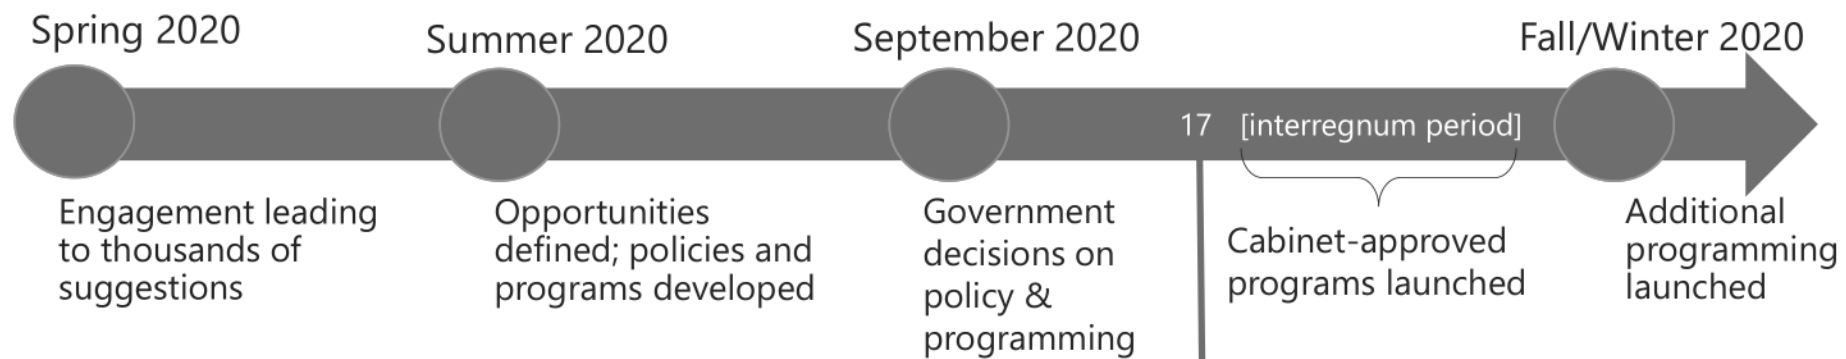 Spring 2020
Summer 2020
September 2020
Fall/Winter 2020
17
[interregnum period]
Engagement leading
to thousands of
suggestions
Opportunities
defined; policies and
programs developed
Government
decisions on
policy &
programming
Cabinet-approved
programs launched
Additional
programming
launched